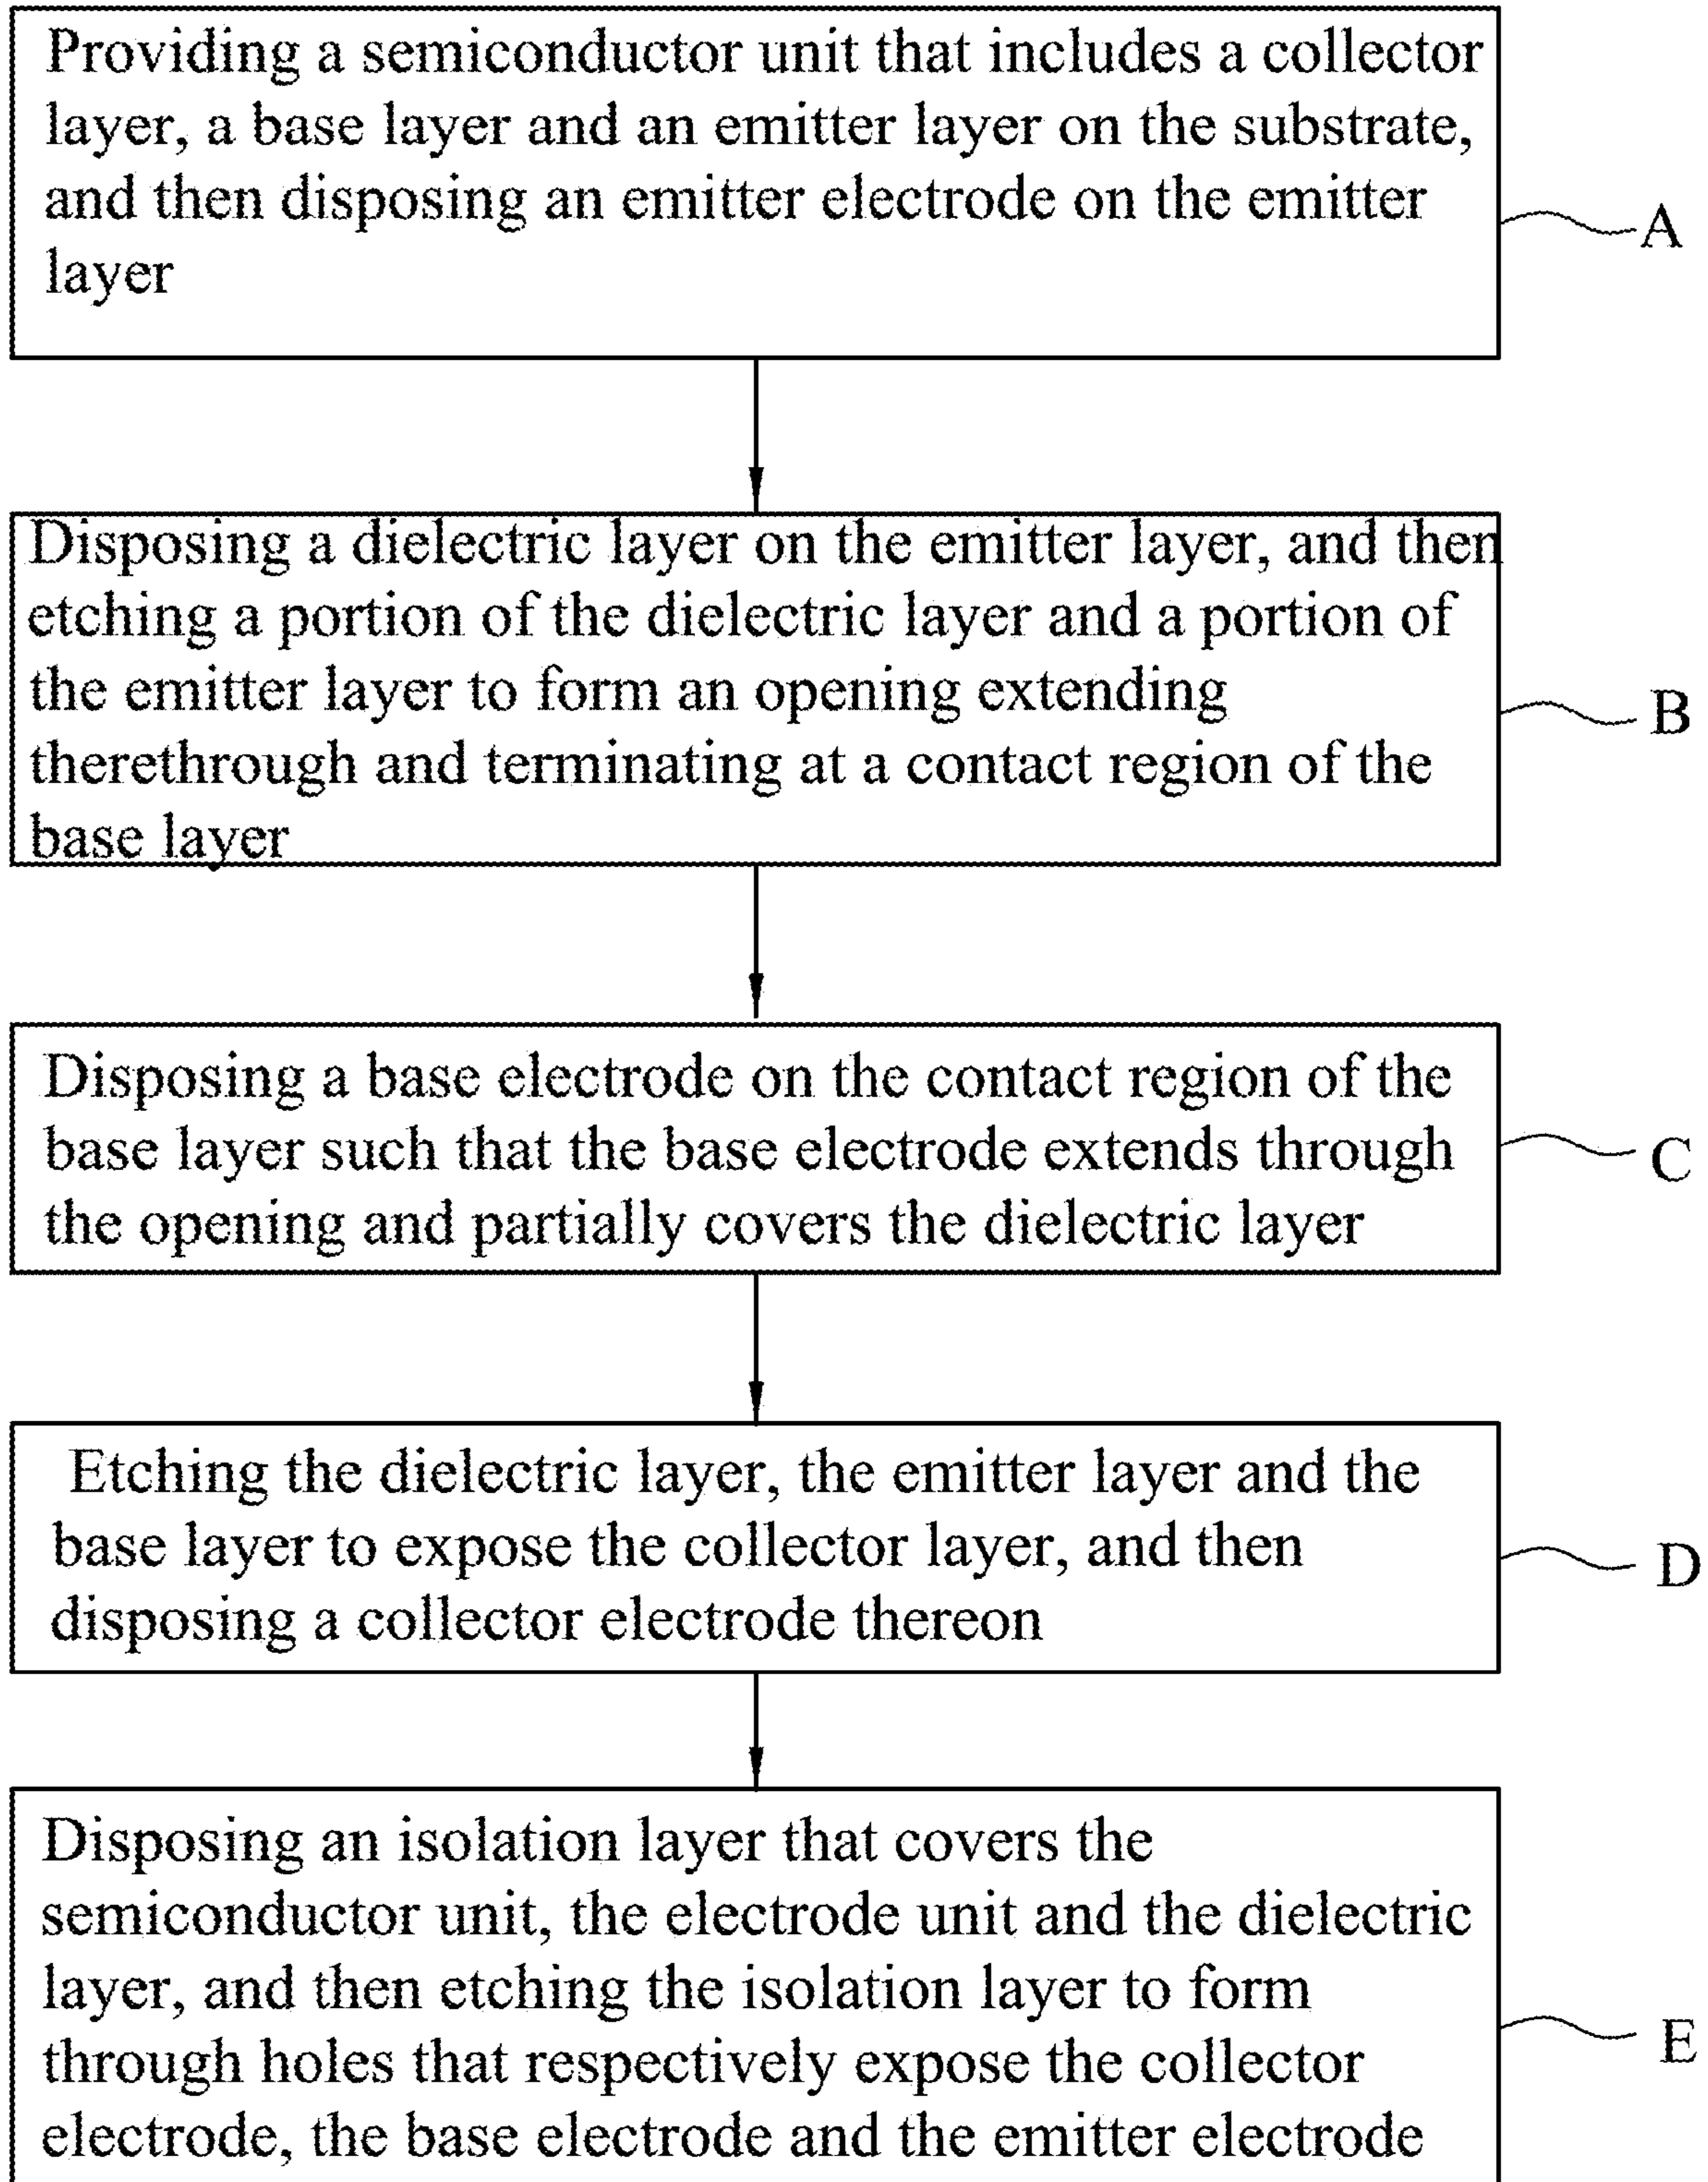 Providing a semiconductor unit that includes a collector
layer, a base layer and an emitter layer on the substrate,
and then disposing an emitter electrode on the emitter
layer
A
Disposing a dielectric layer on the emitter layer, and then
etching a portion of the dielectric layer and a portion of
the emitter layer to form an opening extending
therethrough and terminating at a contact region of the
base layer
B
Disposing a base electrode on the contact region of the
base layer such that the base electrode extends through
the opening and partially covers the dielectric layer
C
Etching the dielectric layer, the emitter layer and the
base layer to expose the collector layer, and then
disposing a collector electrode thereon
D
Disposing an isolation layer that covers the
semiconductor unit, the electrode unit and the dielectric
layer, and then etching the isolation layer to form
through holes that respectively expose the collector
electrode, the base electrode and the emitter electrode
E